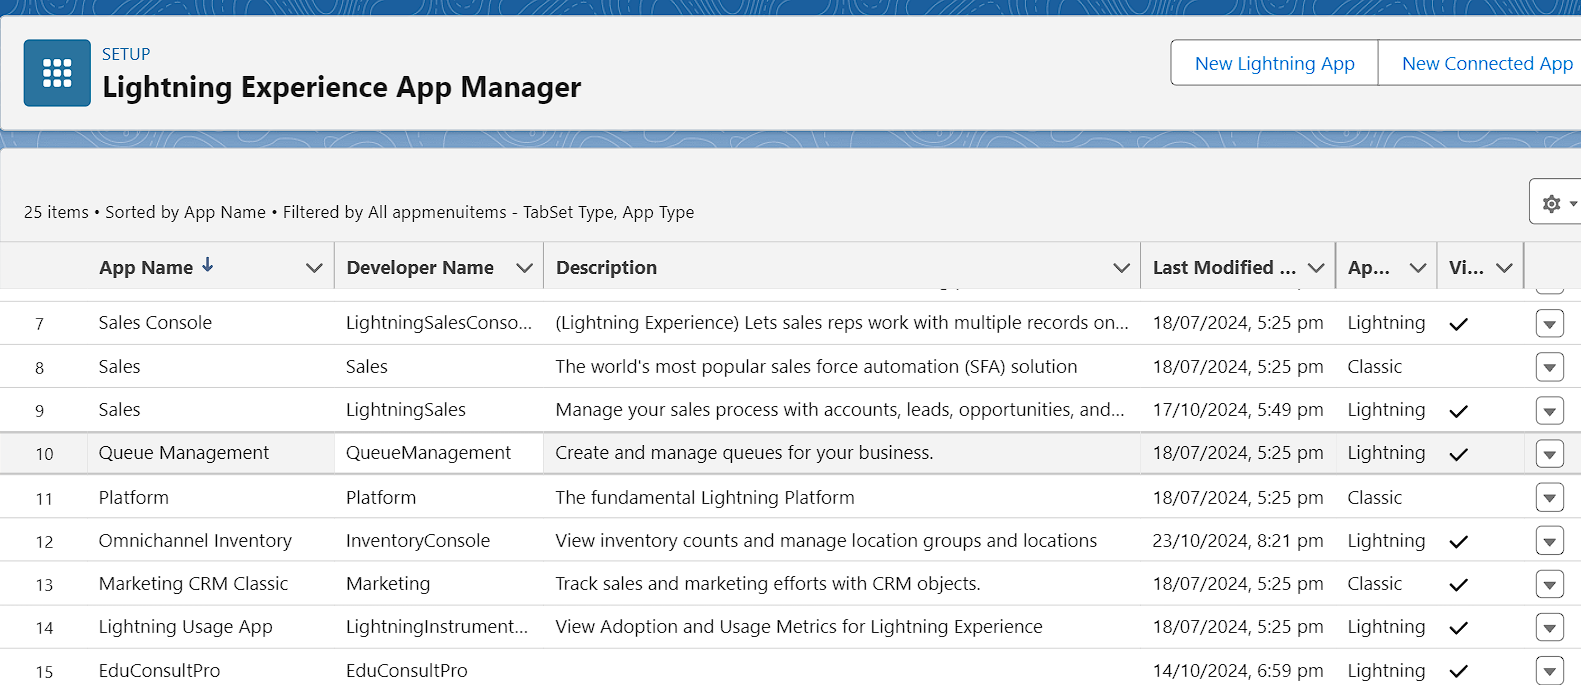 SETUP
Lightning Experience App Manager
New Lightning App
New Connected App
25 items • Sorted by App Name • Filtered by All appmenuitems - TabSet Type, App Type
App Name Developer Name Description Last Modified ... Ap... Vi...
7 Sales Console LightningSalesConso... (Lightning Experience) Lets sales reps work with multiple records on... 18/07/2024, 5:25 pm Lightning
8 Sales Sales The world's most popular sales force automation (SFA) solution 18/07/2024, 5:25 pm Classic
9 Sales LightningSales Manage your sales process with accounts, leads, opportunities, and... 17/10/2024, 5:49 pm Lightning
10 Queue Management QueueManagement Create and manage queues for your business. 18/07/2024, 5:25 pm Lightning
11 Platform Platform The fundamental Lightning Platform 18/07/2024, 5:25 pm Classic
12 Omnichannel Inventory InventoryConsole View inventory counts and manage location groups and locations 23/10/2024, 8:21 pm Lightning
13 Marketing CRM Classic Marketing Track sales and marketing efforts with CRM objects. 18/07/2024, 5:25 pm Classic
14 Lightning Usage App LightningInstrument... View Adoption and Usage Metrics for Lightning Experience 18/07/2024, 5:25 pm Lightning
15 EduConsultPro EduConsultPro 14/10/2024, 6:59 pm Lightning